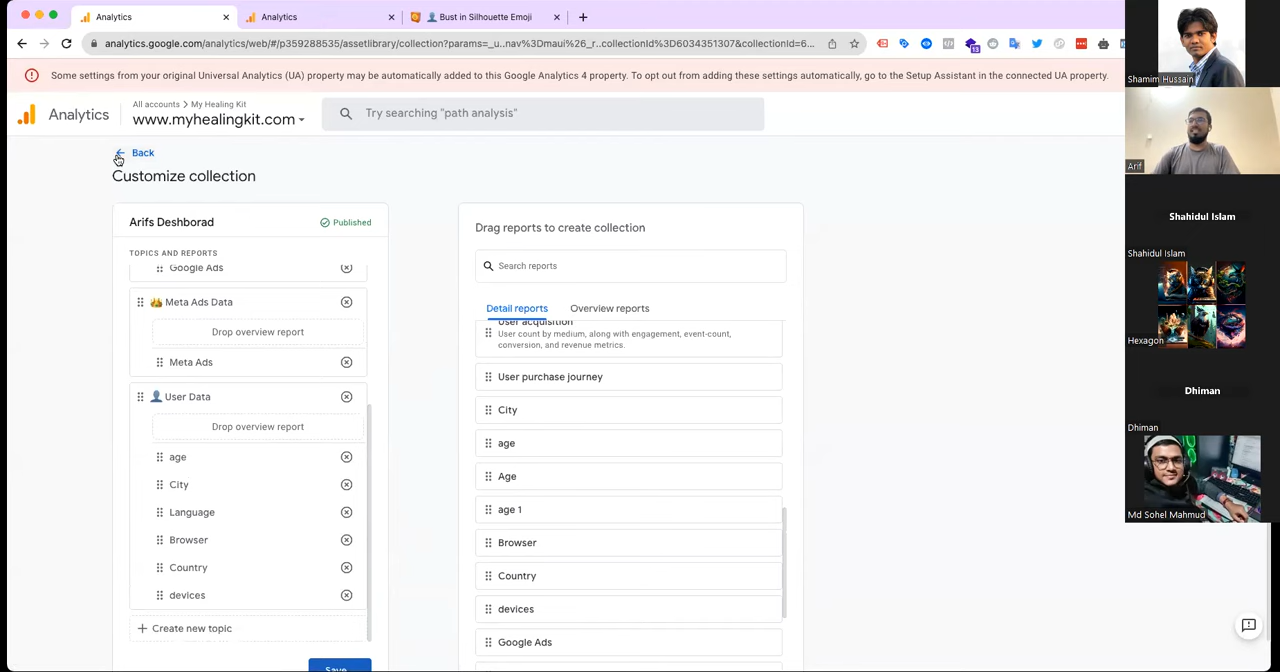 Analytics
Analytics
👤 Bust in Silhouette Emoji
analytics.google.com/analytics/web/#/p359288535/assetlibrary/collection?params=_u..nav%3Dmaui%26_r..collectionId%3D6034351307&collectionId=6...
13
Some settings from your original Universal Analytics (UA) property may be automatically added to this Google Analytics 4 property. To opt out from adding these settings automatically, go to the Setup Assistant in the connected UA property.
Analytics
All accounts > My Healing Kit
www.myhealingkit.com
Try searching "path analysis"
Back
Customize collection
Arifs Deshborad
Published
TOPICS AND REPORTS
Google Ads
👑 Meta Ads Data
Drop overview report
Meta Ads
👤 User Data
Drop overview report
age
City
Language
Browser
Country
devices
+ Create new topic
Save
Drag reports to create collection
Search reports
Detail reports
Overview reports
User acquisition
User count by medium, along with engagement, event-count,
conversion, and revenue metrics.
User purchase journey
City
age
Age
age 1
Browser
Country
devices
Google Ads
Shamim Hussain
Arif
Shahidul Islam
Shahidul Islam
Hexagon
Dhiman
Dhiman
Md Sohel Mahmud